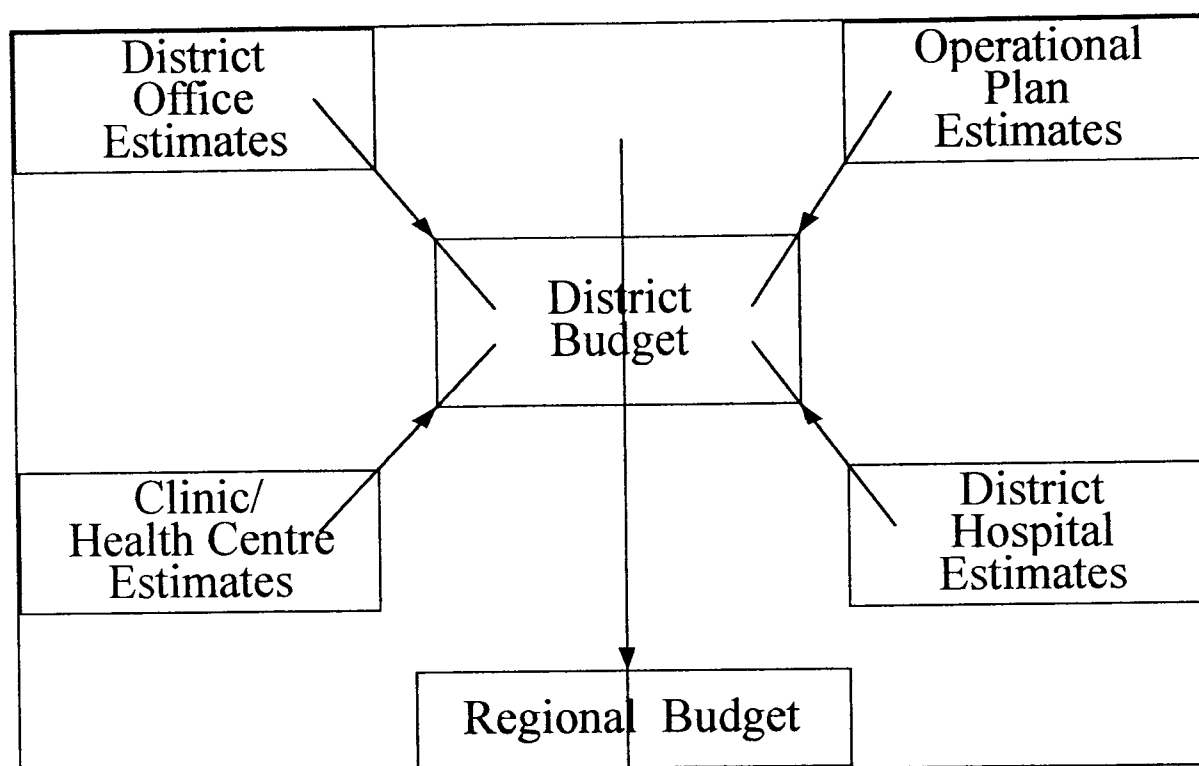 District
Office
Estimates
Operational
Plan
Estimates
District
Budget
Clinic/
Health Centre
Estimates
District
Hospital
Estimates
Regional Budget